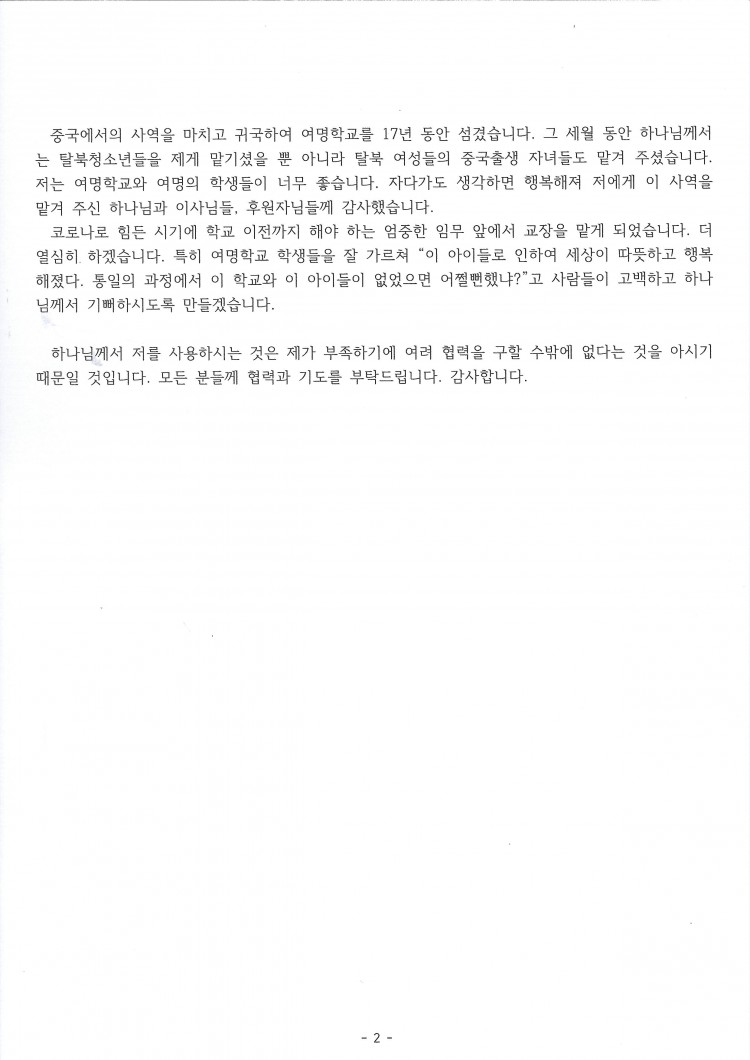 중국에서의 사역을 마치고 귀국하여 여명학교를 17년 동안 섬겼습니다. 그 세월 동안 하나님께서
는 탈북청소년들을 제게 맡기셨을 뿐 아니라 탈북 여성들의 중국출생 자녀들도 맡겨 주셨습니다.
저는 여명학교와 여명의 학생들이 너무 좋습니다. 자다가도 생각하면 행복해져 저에게 이 사역을
맡겨 주신 하나님과 이사님들, 후원자님들께 감사했습니다.
코로나로 힘든 시기에 학교 이전까지 해야 하는 엄중한 임무 앞에서 교장을 맡게 되었습니다. 더
열심히 하겠습니다. 특히 여명학교 학생들을 잘 가르쳐 “이 아이들로 인하여 세상이 따뜻하고 행복
해졌다. 통일의 과정에서 이 학교와 이 아이들이 없었으면 어쩔뻔했냐?”고 사람들이 고백하고 하나
님께서 기뻐하시도록 만들겠습니다.
하나님께서 저를 사용하시는 것은 제가 부족하기에 여려 협력을 구할 수밖에 없다는 것을 아시기
때문일 것입니다. 모든 분들께 협력과 기도를 부탁드립니다. 감사합니다.
- 2 -